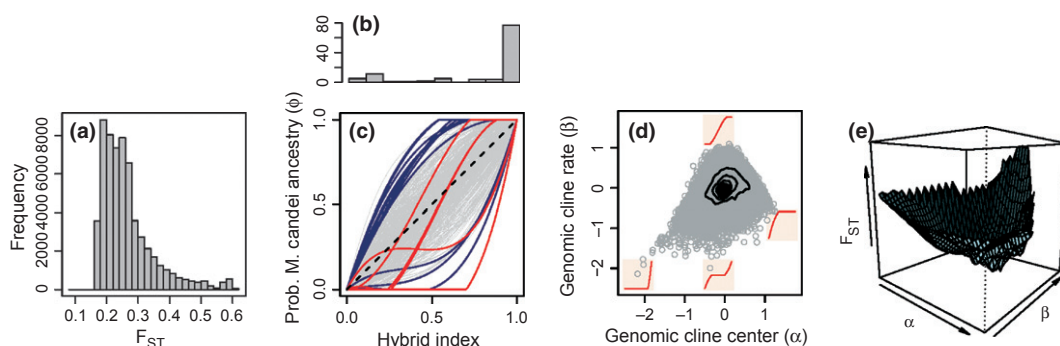 (b)
0 40 80
(a)
Frequency
0 2000 4000 6000 8000
0.1 0.2 0.3 0.4 0.5 0.6
FST
(c)
Prob. M. candei ancestry (ϕ)
0.0 0.5 1.0
0.0 0.5 1.0
Hybrid index
(d)
Genomic cline rate (β)
−2 −1 0 1
−2 −1 0 1
Genomic cline center (α)
(e)
FST
α
β